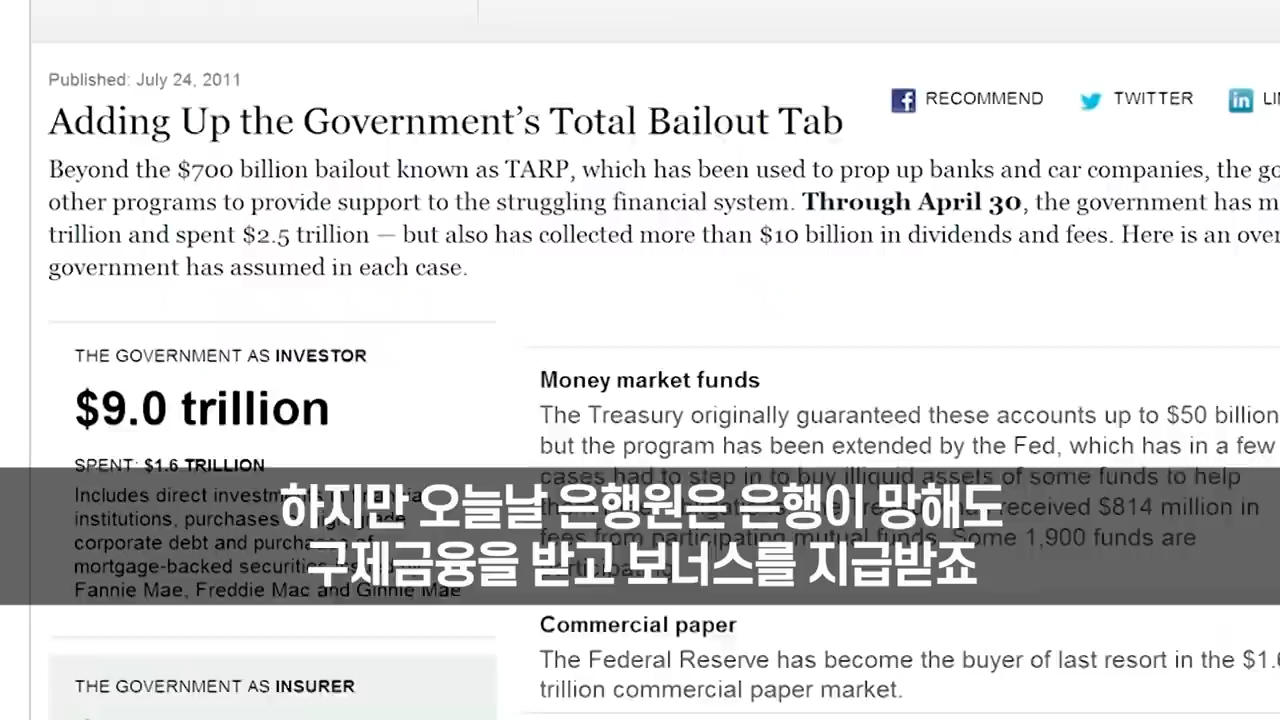 Published: July 24, 2011
RECOMMEND
TWITTER
Adding Up the Government's Total Bailout Tab
Beyond the $700 billion bailout known as TARP, which has been used to prop up banks and car companies, the
other programs to provide support to the struggling financial system. Through April 30, the government has
trillion and spent $2.5 trillion — but also has collected more than $10 billion in dividends and fees. Here is an
government has assumed in each case.
THE GOVERNMENT AS INVESTOR
$9.0 trillion
SPENT: $1.6 TRILLION
Includes direct
institutions, purchases
corporate debt and
mortgage-backed
Fannie Mae, Freddie Mac and Ginnie Mae
THE GOVERNMENT AS INSURER
Money market funds
The Treasury originally guaranteed these accounts up to $50 billion
but the program has been extended by the Fed, which has in a few
cases had to step in to buy illiquid assets of some funds to help
received $814 million in
fees from participating mutual funds. Some 1,900 funds are
Commercial paper
The Federal Reserve has become the buyer of last resort in the
trillion commercial paper market.
하지만 오늘날 은행원은 은행이 망해도
구제금융을 받고 보너스를 지급받죠